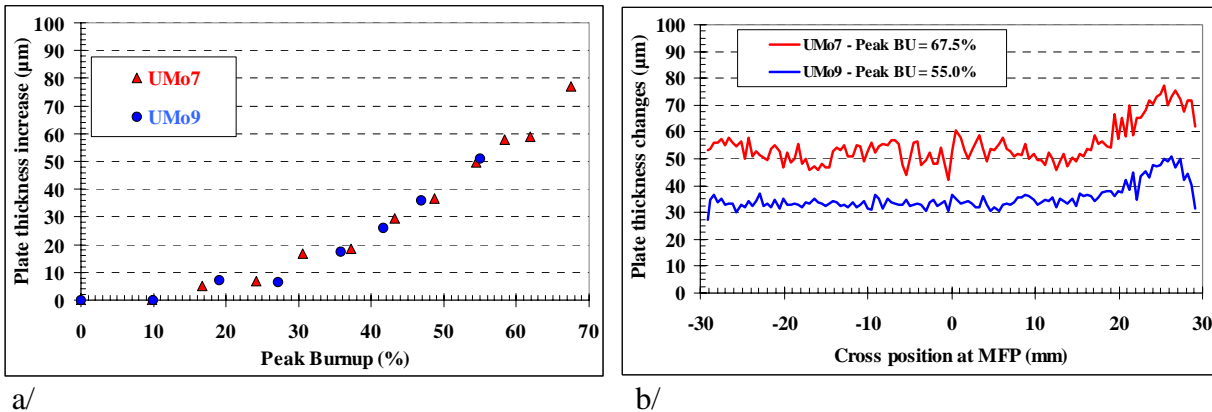 100
90
80
70
60
50
40
30
20
10
0
Plate thickness increase (µm)
UMo7
UMo9
0 10 20 30 40 50 60 70
Peak Burnup (%)
a/
100
90
80
70
60
50
40
30
20
10
0
Plate thickness changes (µm)
UMo7 - Peak BU = 67.5%
UMo9 - Peak BU = 55.0%
-30 -20 -10 0 10 20 30
Cross position at MFP (mm)
b/